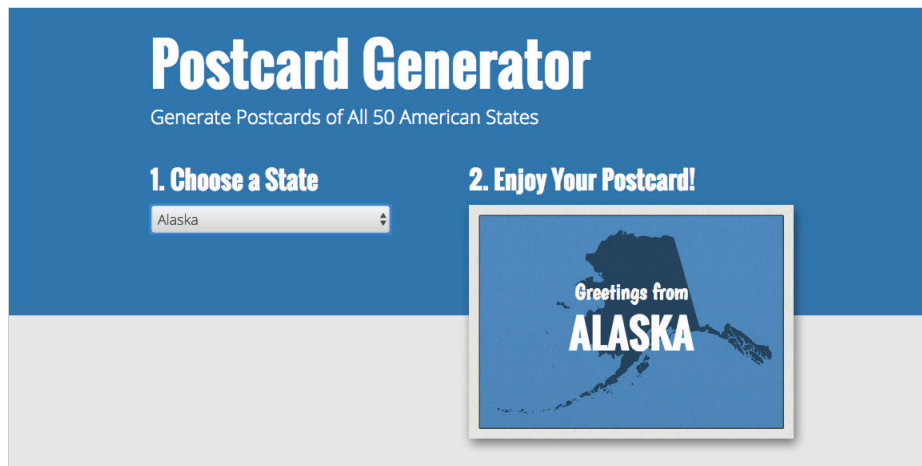 Postcard Generator
Generate Postcards of All 50 American States
1. Choose a State
Alaska
2. Enjoy Your Postcard!
Greetings from
ALASKA